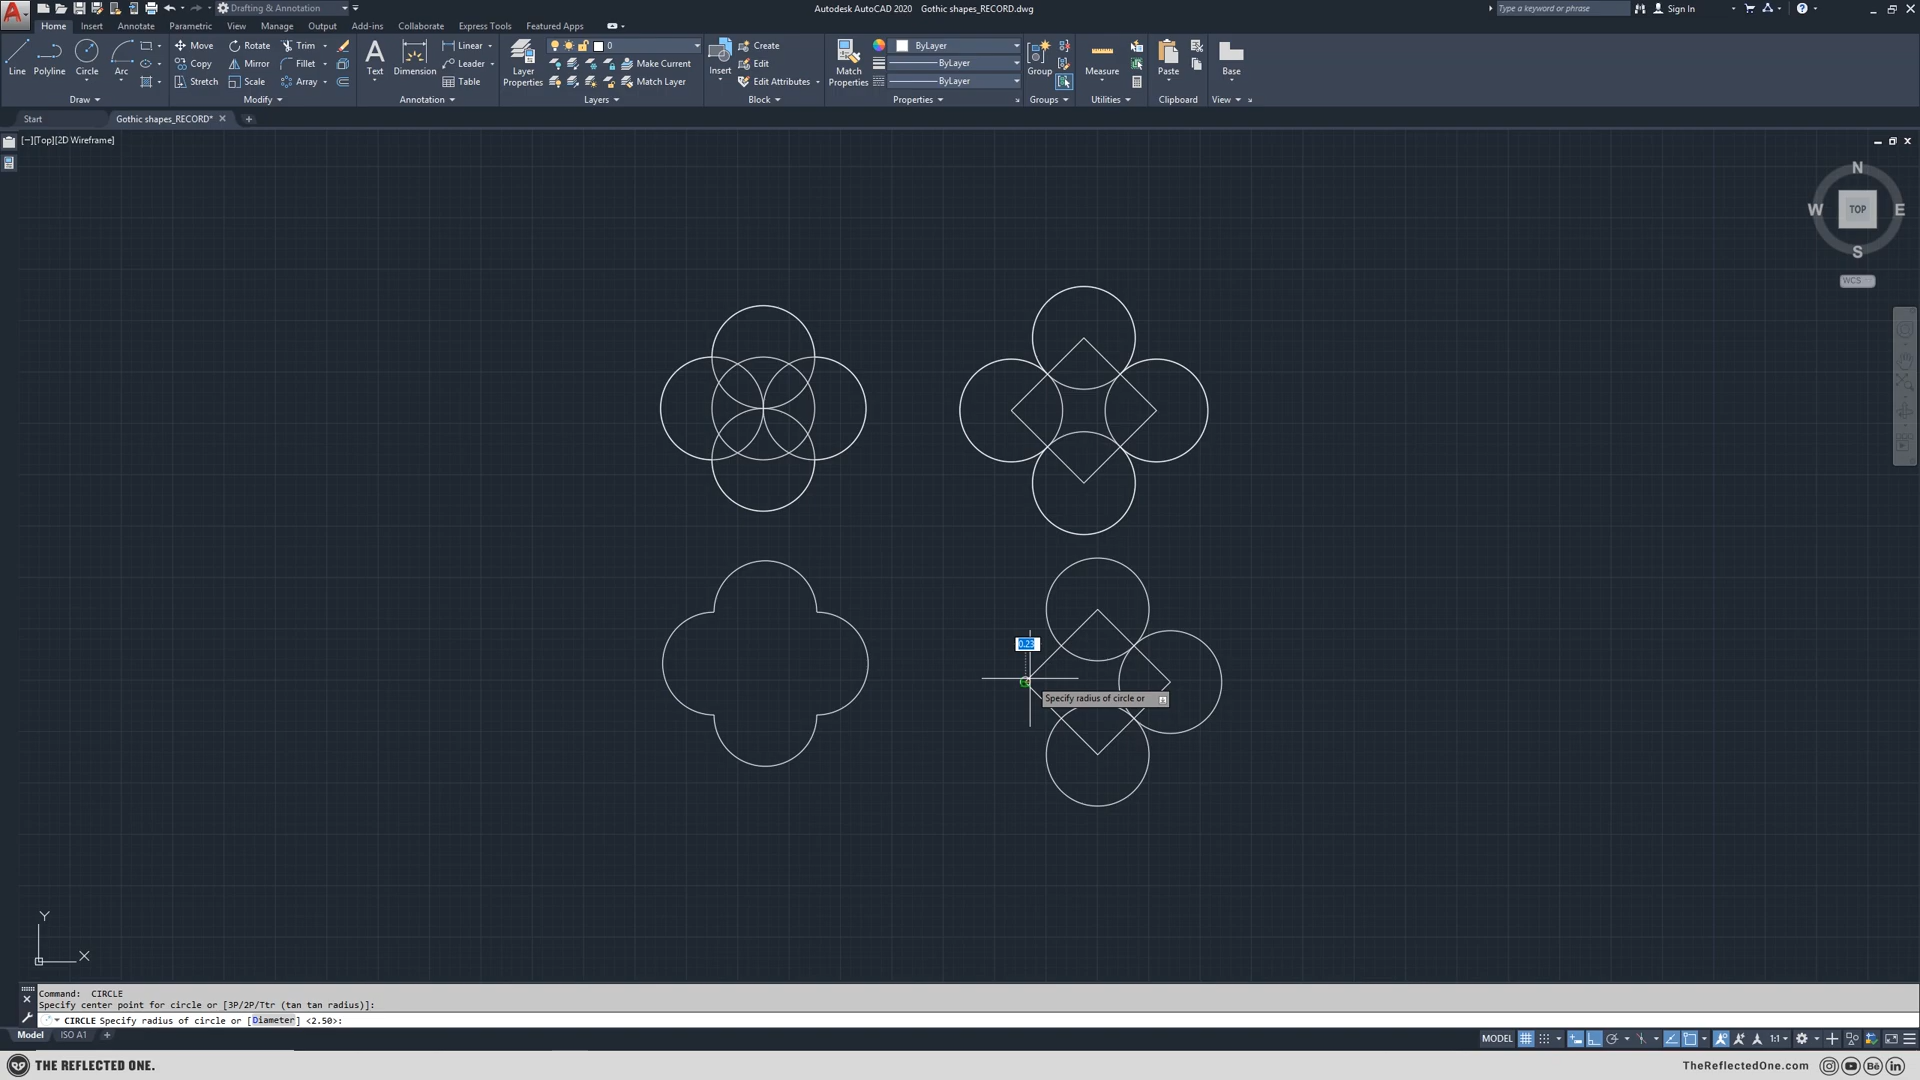 Drafting & Annotation
Autodesk AutoCAD 2020 Gothic shapes_RECORD.dwg
Type a keyword or phrase
Sign In
Home Insert Annotate Parametric View Manage Output Add-ins Collaborate Express Tools Featured Apps
Line Polyline Circle Arc
Move Rotate Trim
Copy Mirror Fillet
Stretch Scale Array
Text Dimension
Linear
Leader
Table
Layer Properties
0
Make Current
Match Layer
Insert
Create
Edit
Edit Attributes
Match Properties
ByLayer
ByLayer
ByLayer
Group
Measure
Paste
Base
Draw Modify Annotation Layers Block Properties Groups Utilities Clipboard View
Start
Gothic shapes_RECORD*
[−][Top][2D Wireframe]
N
W TOP E
S
WCS
0.23
Specify radius of circle or
Y
X
Command: CIRCLE
Specify center point for circle or [3P/2P/Ttr (tan tan radius)]:
CIRCLE Specify radius of circle or [Diameter] <2.50>:
Model ISO A1
MODEL
1:1
THE REFLECTED ONE.
TheReflectedOne.com